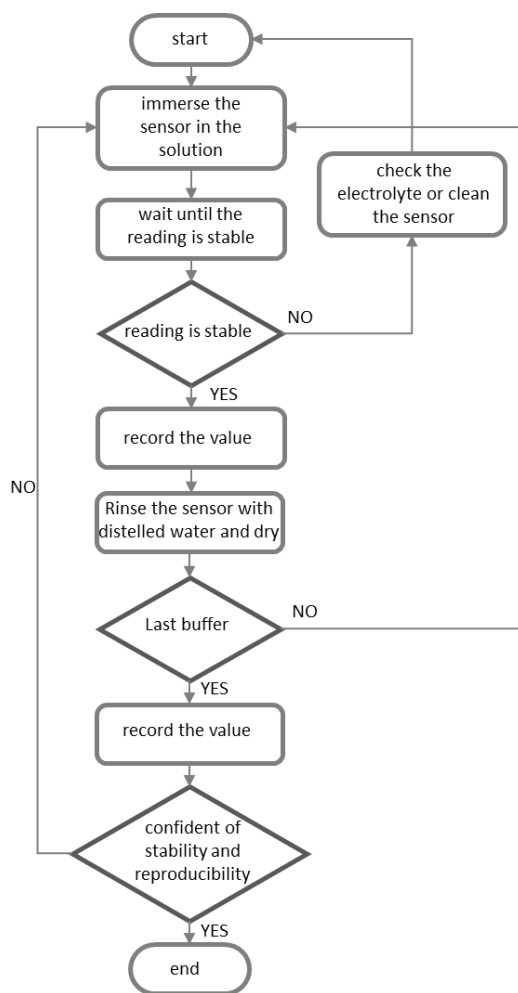 start
immerse the
sensor in the
solution
check the
electrolyte or clean
the sensor
wait until the
reading is stable
reading is stable
NO
YES
record the value
NO
Rinse the sensor with
distelled water and dry
Last buffer
NO
YES
record the value
confident of
stability and
reproducibility
YES
end